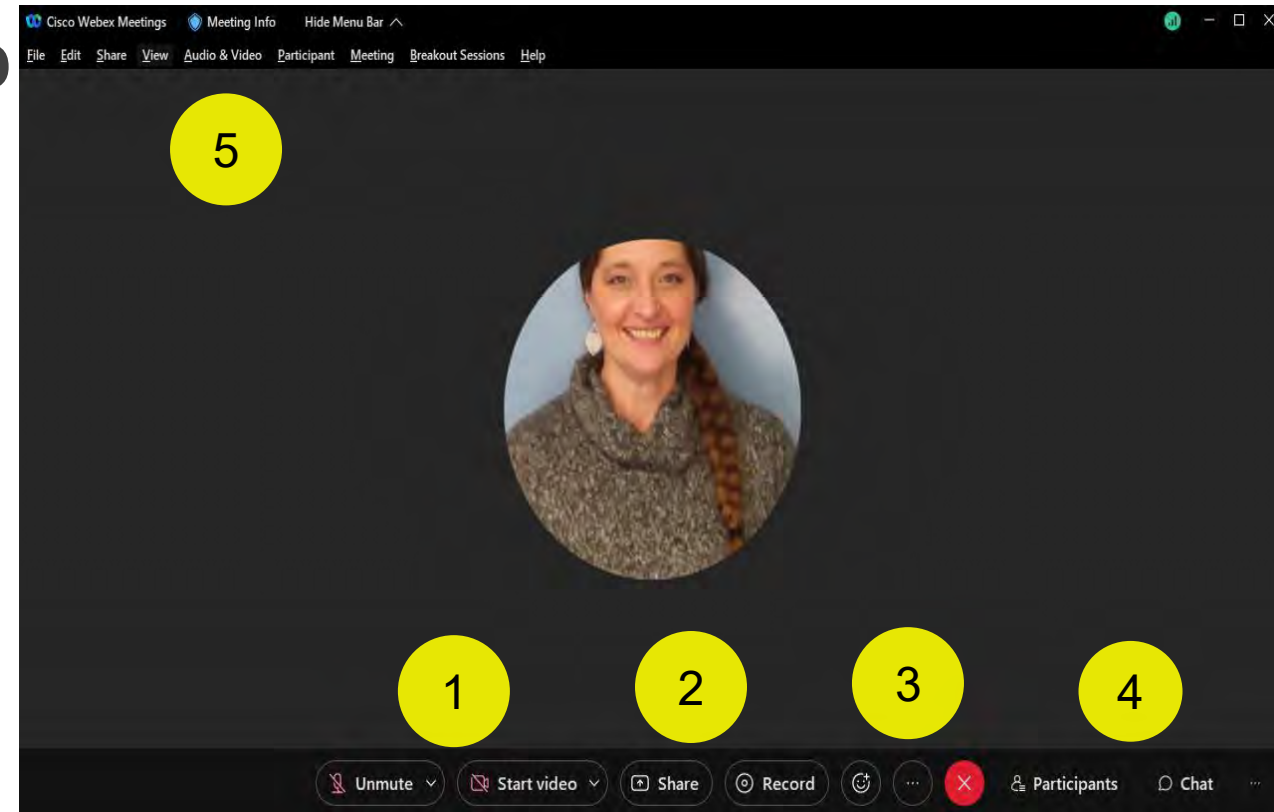 Cisco Webex Meetings Meeting Info Hide Menu Bar
File Edit Share View Audio & Video Participant Meeting Breakout Sessions Help
5
1 2 3 4
Unmute Start video Share Record Participants Chat